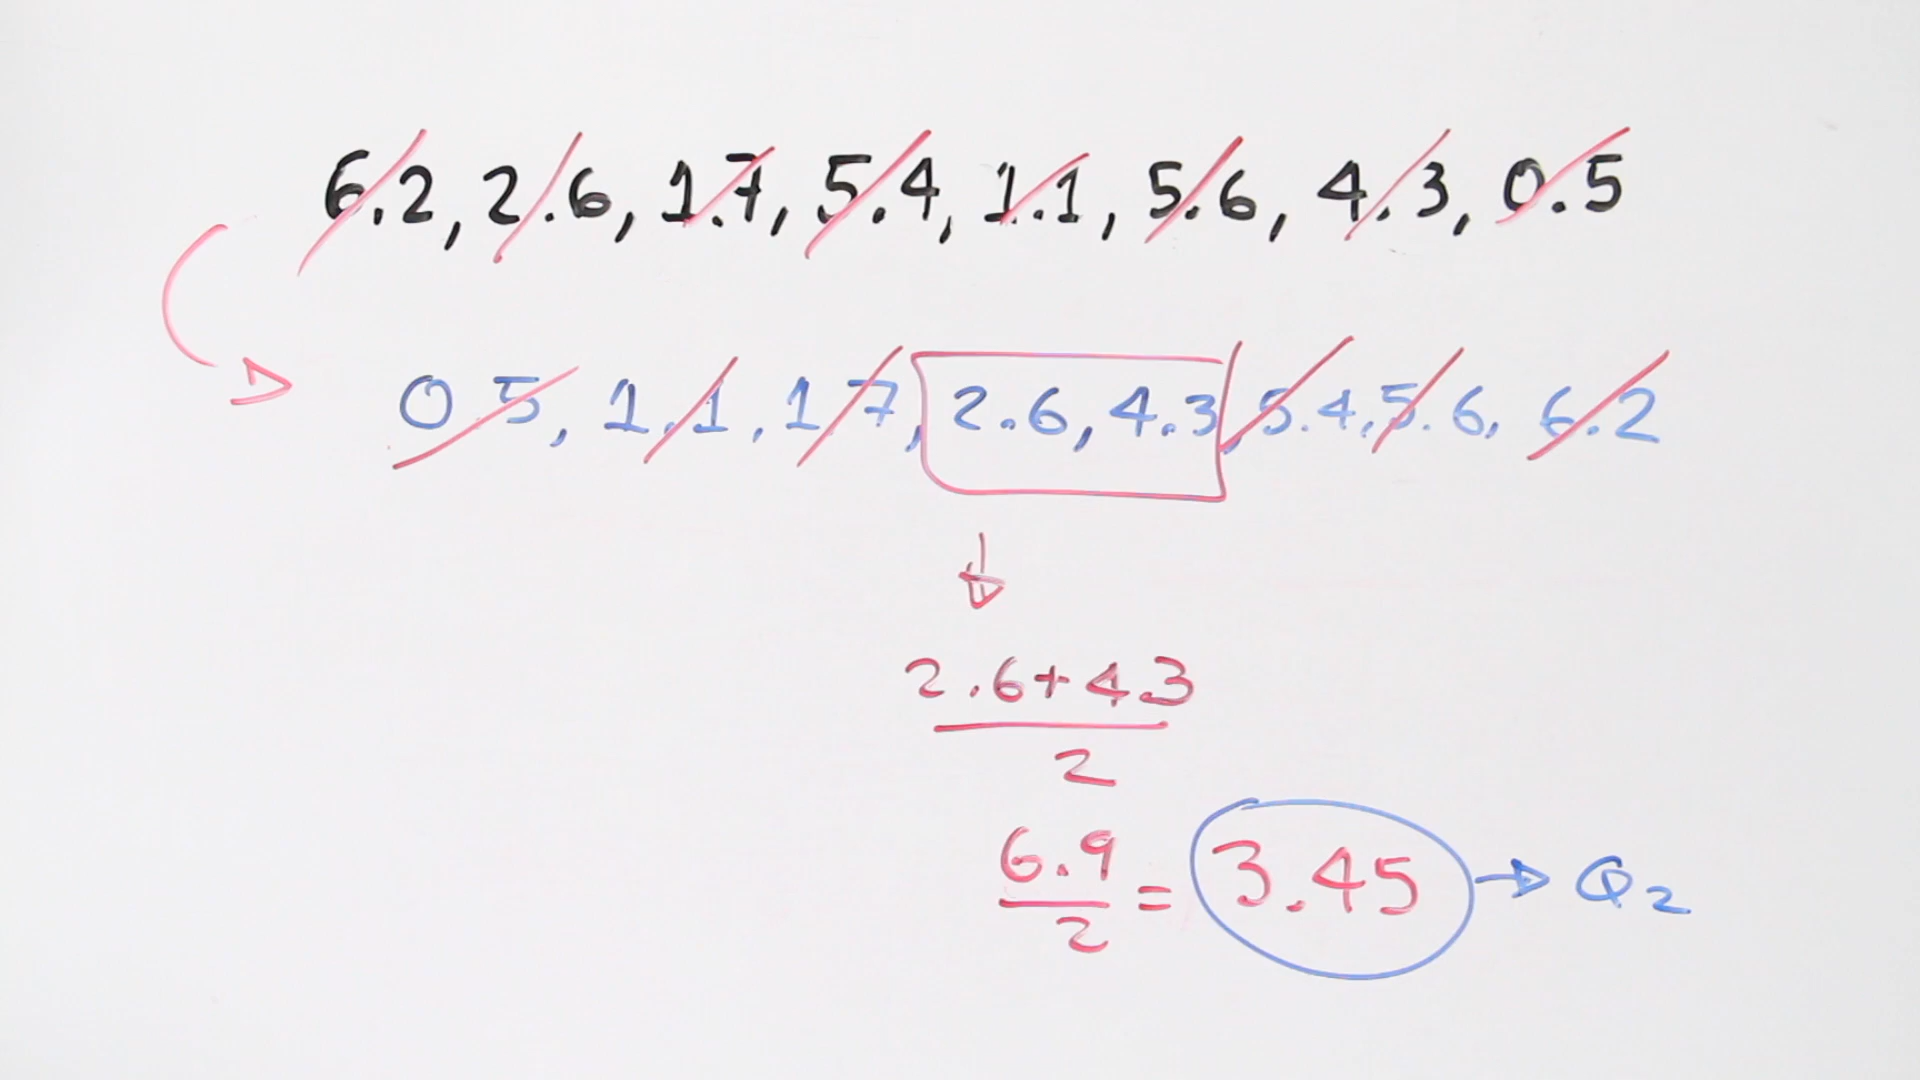 6.2, 2.6, 1.7, 5.4, 1.1, 5.6, 4.3, 0.5
0.5, 1.1, 1.7, 2.6, 4.3, 5.4, 5.6, 6.2
2.6+4.3
2
6.9
2
= 3.45 → Q2